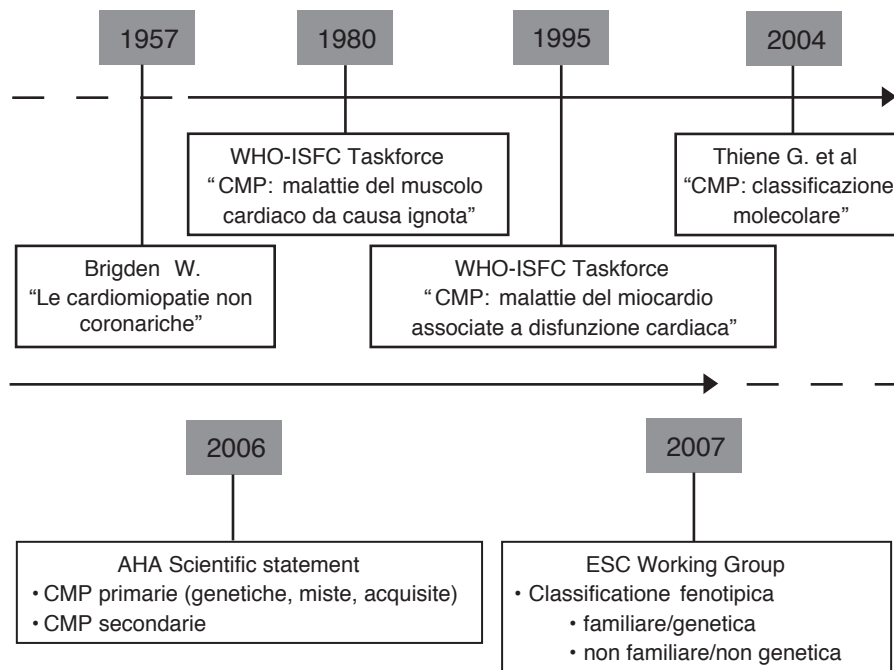 1957
1980
1995
2004
WHO-ISFC Taskforce
“CMP: malattie del muscolo
cardiaco da causa ignota”
Thiene G. et al
“CMP: classificazione
molecolare”
Brigden W.
“Le cardiomiopatie non
coronariche”
WHO-ISFC Taskforce
“CMP: malattie del miocardio
associate a disfunzione cardiaca”
2006
2007
AHA Scientific statement
• CMP primarie (genetiche, miste, acquisite)
• CMP secondarie
ESC Working Group
• Classificatione fenotipica
• familiare/genetica
• non familiare/non genetica